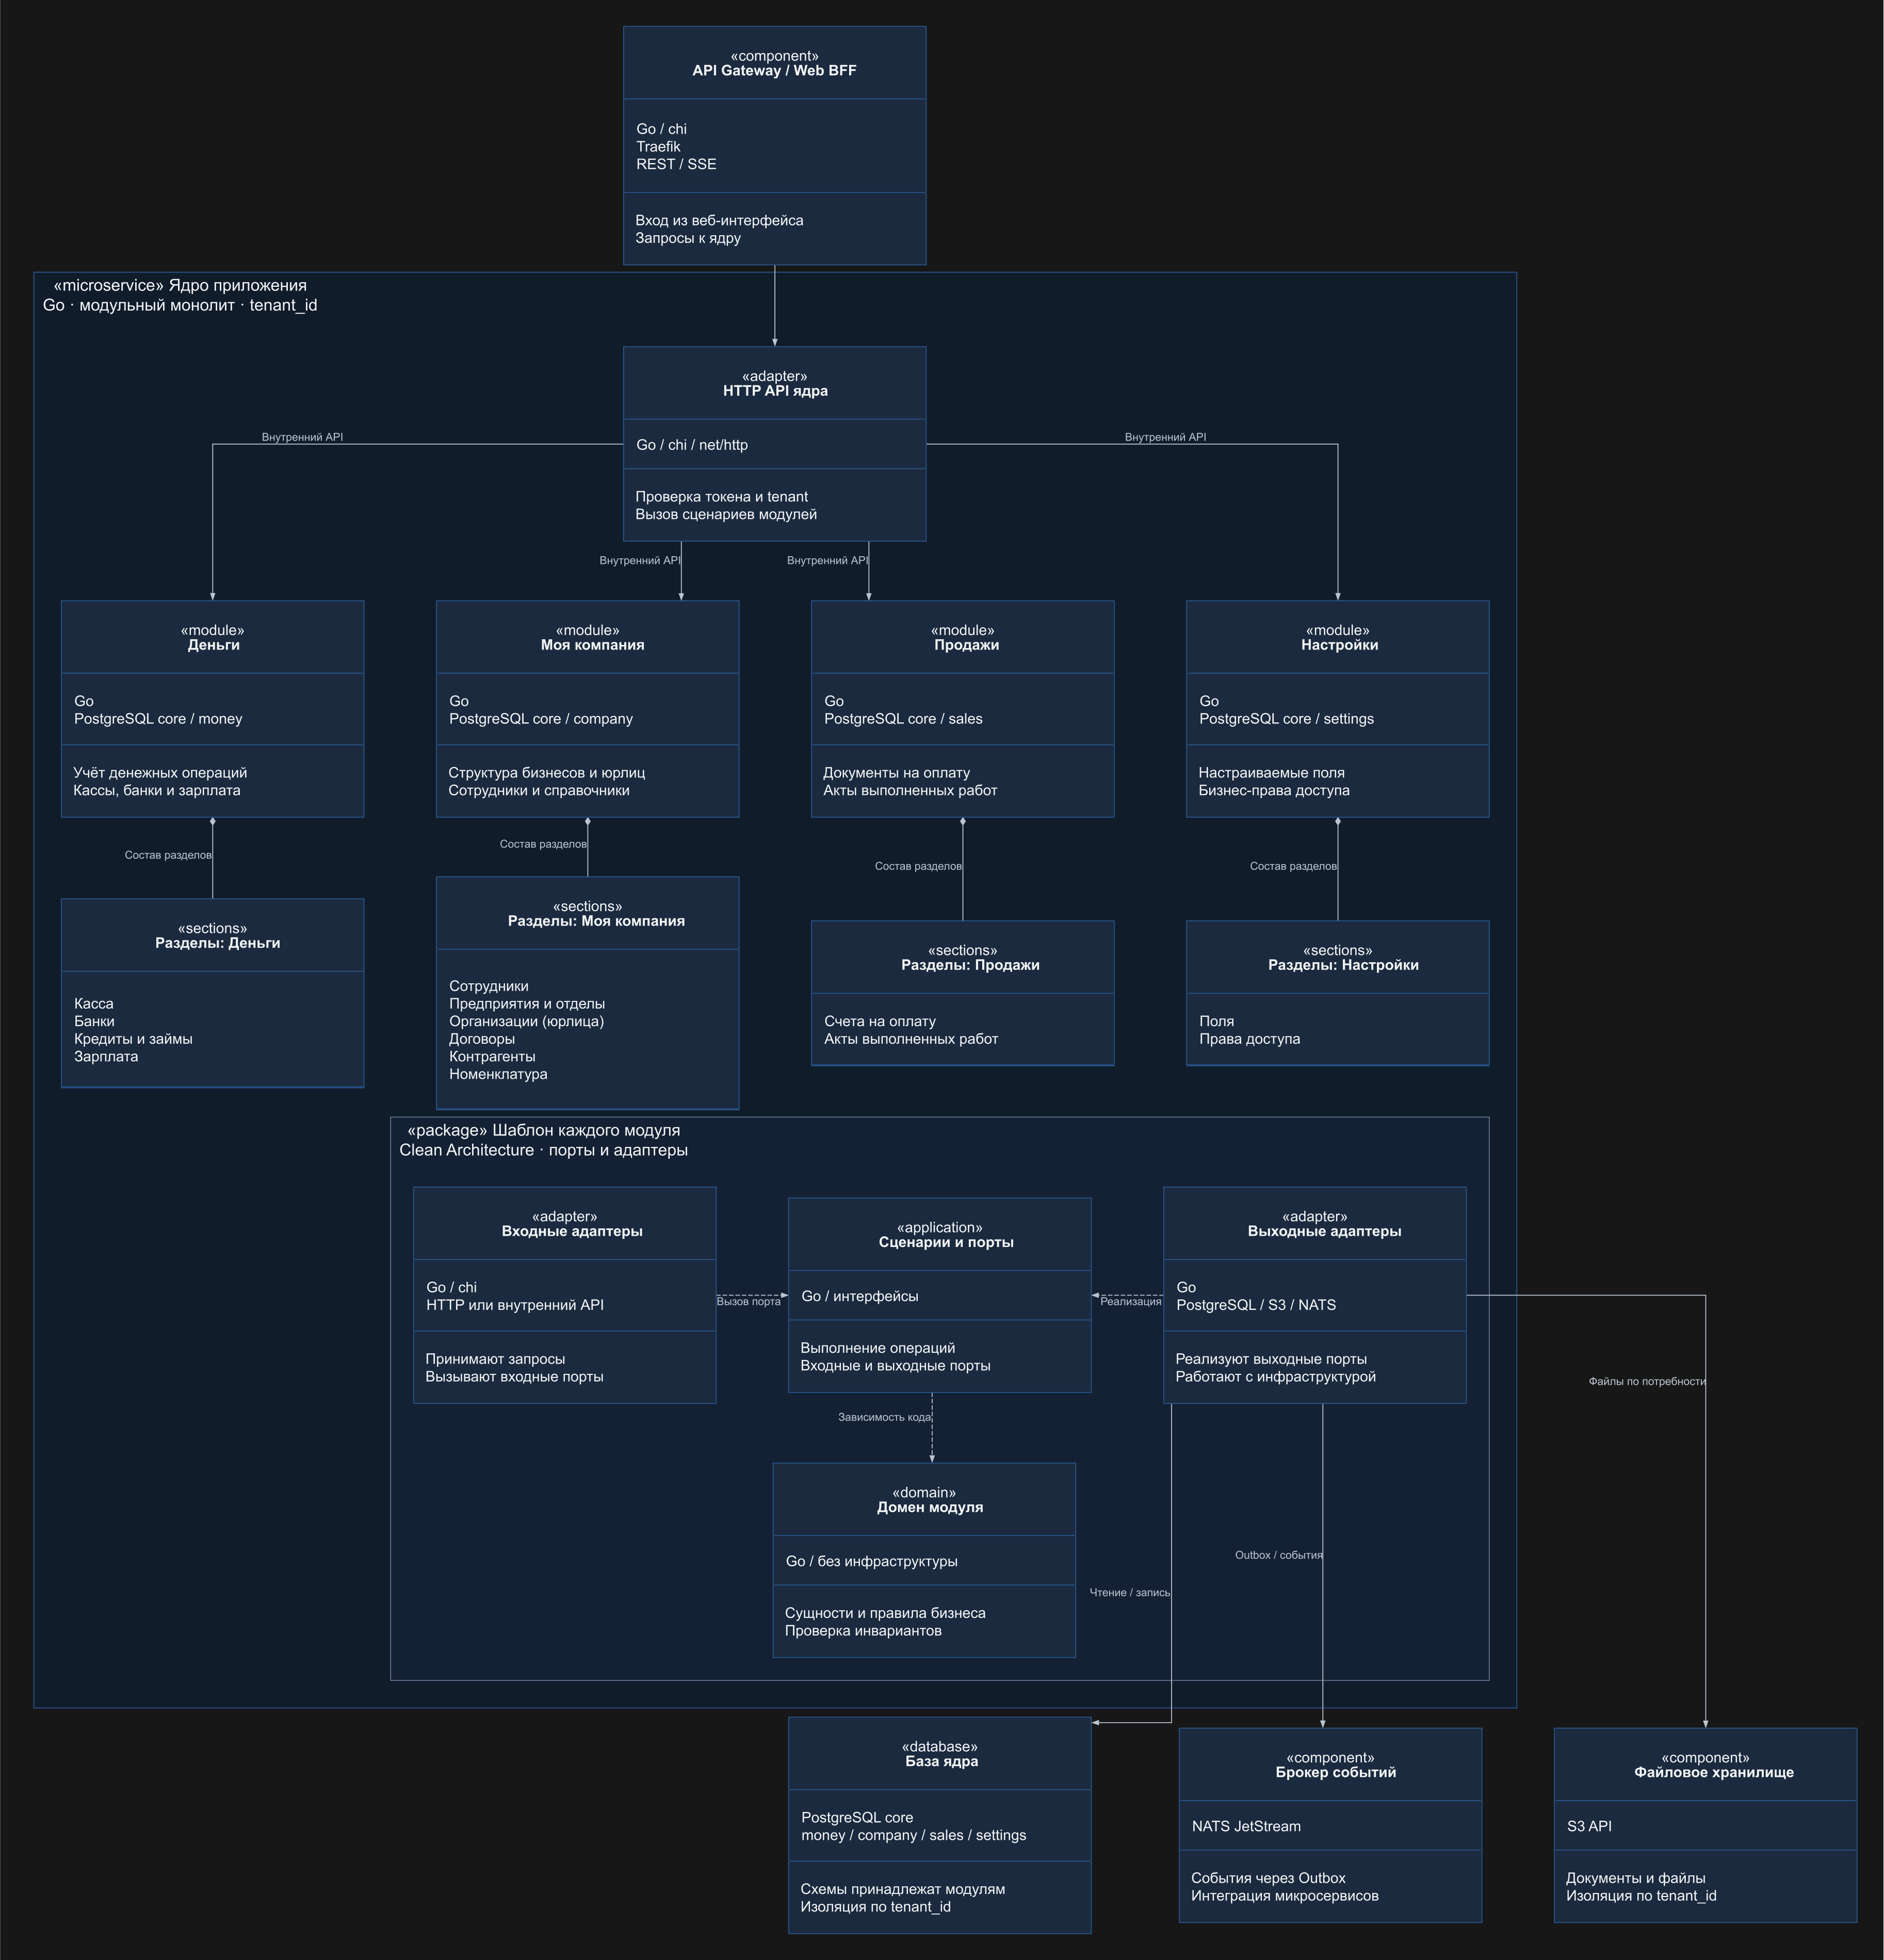 «component»
API Gateway / Web BFF
Go / chi
Traefik
REST / SSE
Вход из веб-интерфейса
Запросы к ядру
«microservice» Ядро приложения
Go · модульный монолит · tenant_id
«adapter»
HTTP API ядра
Go / chi / net/http
Проверка токена и tenant
Вызов сценариев модулей
Внутренний API
Внутренний API
Внутренний API
Внутренний API
«module»
Деньги
Go
PostgreSQL core / money
Учёт денежных операций
Кассы, банки и зарплата
«module»
Моя компания
Go
PostgreSQL core / company
Структура бизнесов и юрлиц
Сотрудники и справочники
«module»
Продажи
Go
PostgreSQL core / sales
Документы на оплату
Акты выполненных работ
«module»
Настройки
Go
PostgreSQL core / settings
Настраиваемые поля
Бизнес-права доступа
Состав разделов
Состав разделов
Состав разделов
Состав разделов
«sections»
Разделы: Деньги
Касса
Банки
Кредиты и займы
Зарплата
«sections»
Разделы: Моя компания
Сотрудники
Предприятия и отделы
Организации (юрлица)
Договоры
Контрагенты
Номенклатура
«sections»
Разделы: Продажи
Счета на оплату
Акты выполненных работ
«sections»
Разделы: Настройки
Поля
Права доступа
«package» Шаблон каждого модуля
Clean Architecture · порты и адаптеры
«adapter»
Входные адаптеры
Go / chi
HTTP или внутренний API
Принимают запросы
Вызывают входные порты
Вызов порта
«application»
Сценарии и порты
Go / интерфейсы
Выполнение операций
Входные и выходные порты
Реализация
«adapter»
Выходные адаптеры
Go
PostgreSQL / S3 / NATS
Реализуют выходные порты
Работают с инфраструктурой
Файлы по потребности
Зависимость кода
«domain»
Домен модуля
Go / без инфраструктуры
Сущности и правила бизнеса
Проверка инвариантов
Outbox / события
Чтение / запись
«database»
База ядра
PostgreSQL core
money / company / sales / settings
Схемы принадлежат модулям
Изоляция по tenant_id
«component»
Брокер событий
NATS JetStream
События через Outbox
Интеграция микросервисов
«component»
Файловое хранилище
S3 API
Документы и файлы
Изоляция по tenant_id